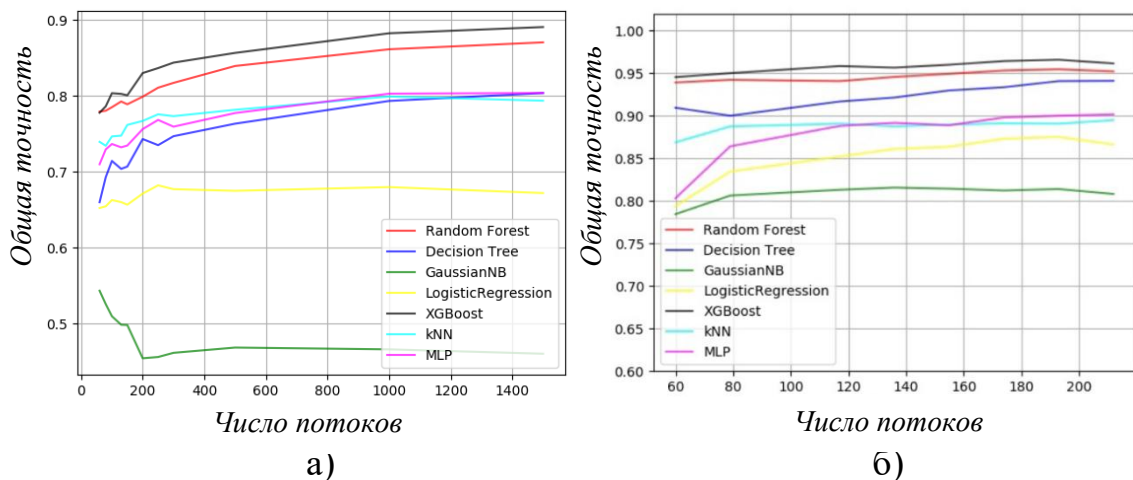 Общая точность
0.9
0.8
0.7
0.6
0.5
0 200 400 600 800 1000 1200 1400
Random Forest
Decision Tree
GaussianNB
LogisticRegression
XGBoost
kNN
MLP
Число потоков
а)
Общая точность
1.00
0.95
0.90
0.85
0.80
0.75
0.70
0.65
0.60
60 80 100 120 140 160 180 200
Random Forest
Decision Tree
GaussianNB
LogisticRegression
XGBoost
kNN
MLP
Число потоков
б)